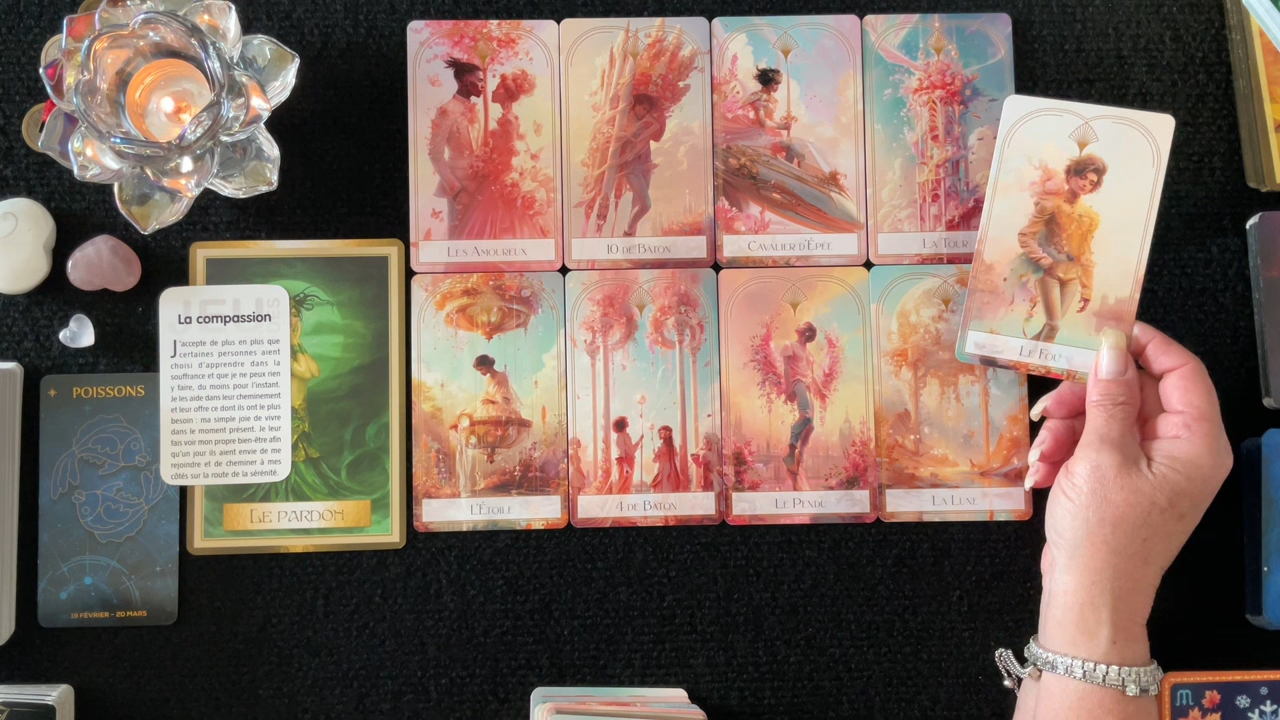 Les Amoureux
10 de Bâton
Cavalier d'Épée
La Tour
Le Fou
L'Étoile
4 de Bâton
Le Pendu
La Lune
La compassion
J'accepte de plus en plus que
certaines personnes aient
choisi d'apprendre dans la
souffrance et que je ne peux rien
y faire, du moins pour l'instant.
Je les aide dans leur cheminement
et leur offre ce dont ils ont le plus
besoin : ma simple joie de vivre
dans le moment présent. Je leur
fais voir mon propre bien-être afin
qu'un jour ils aient envie de me
rejoindre et de cheminer à mes
côtés sur la route de la sérénité.
LE PARDON
POISSONS
19 FÉVRIER – 20 MARS